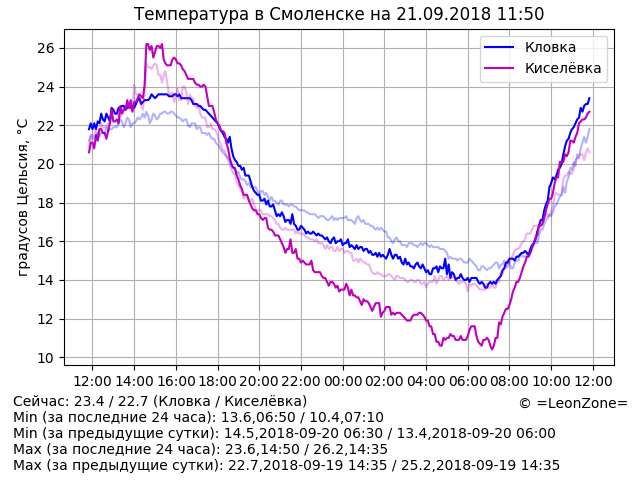 Температура в Смоленске на 21.09.2018 11:50
Кловка
Киселёвка
градусов Цельсия, °C
26
24
22
20
18
16
14
12
10
12:00 14:00 16:00 18:00 20:00 22:00 00:00 02:00 04:00 06:00 08:00 10:00 12:00
Сейчас: 23.4 / 22.7 (Кловка / Киселёвка)
© =LeonZone=
Min (за последние 24 часа): 13.6,06:50 / 10.4,07:10
Min (за предыдущие сутки): 14.5,2018-09-20 06:30 / 13.4,2018-09-20 06:00
Max (за последние 24 часа): 23.6,14:50 / 26.2,14:35
Max (за предыдущие сутки): 22.7,2018-09-19 14:35 / 25.2,2018-09-19 14:35